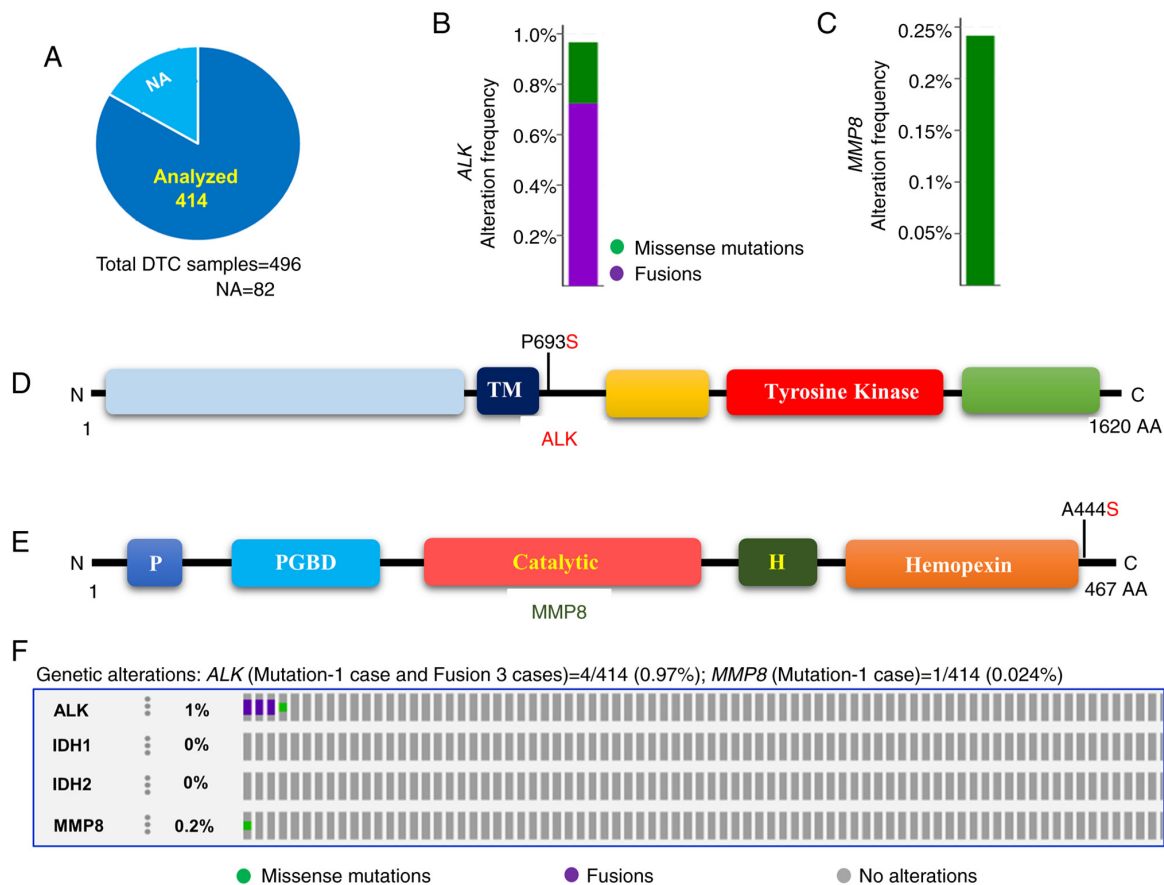 A
NA
Analyzed
414
Total DTC samples=496
NA=82
B
ALK
Alteration frequency
1.0%
0.8%
0.6%
0.4%
0.2%
Missense mutations
Fusions
C
MMP8
Alteration frequency
0.25%
0.2%
0.15%
0.1%
0.05%
D
P693S
N
TM
Tyrosine Kinase
C
1
ALK
1620 AA
E
A444S
N
P
PGBD
Catalytic
H
Hemopexin
C
1
MMP8
467 AA
F
Genetic alterations: ALK (Mutation-1 case and Fusion 3 cases)=4/414 (0.97%); MMP8 (Mutation-1 case)=1/414 (0.024%)
ALK 1%
IDH1 0%
IDH2 0%
MMP8 0.2%
Missense mutations Fusions No alterations